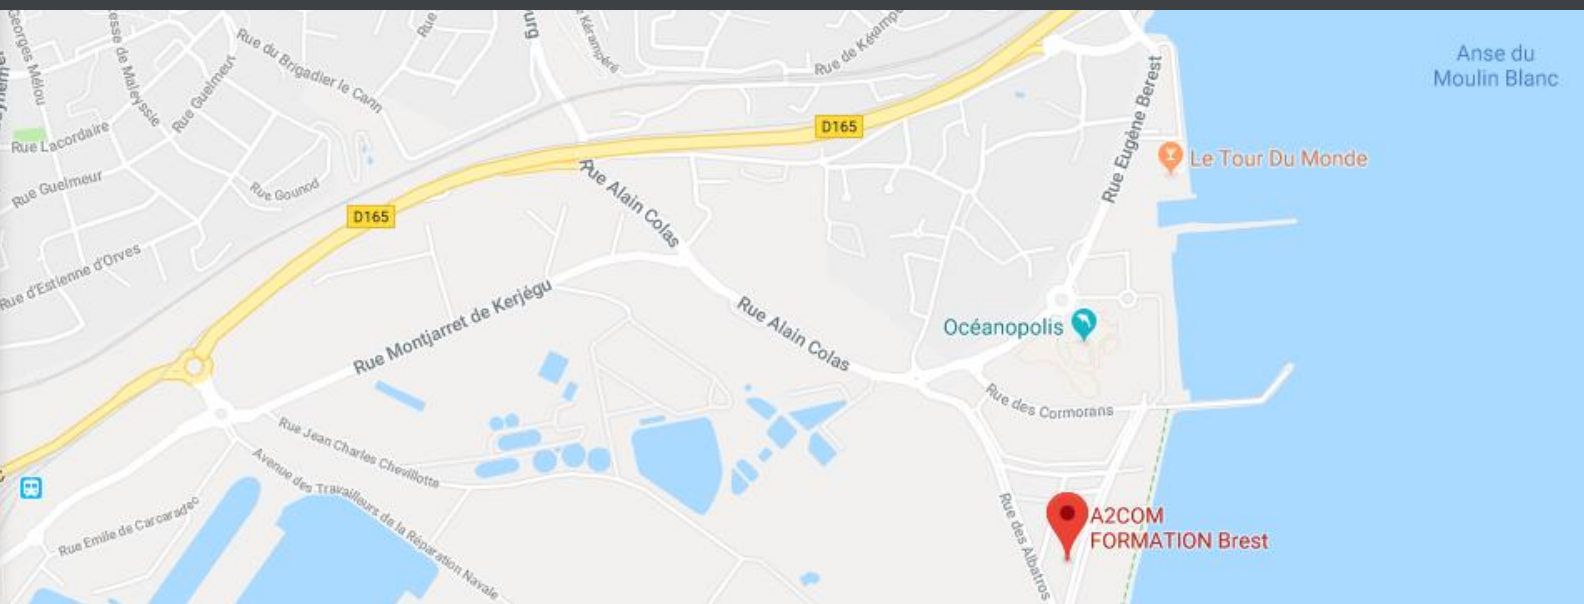 Anse du
Moulin Blanc
Rue du Brigadier le Cann
Rue
Rue Guelmeur
Rue Lacordaire
Rue Guelmeur
Rue Gounod
Rue d'Estienne d'Orves
D165
D165
Rue Eugène Berest
Le Tour Du Monde
Rue Alain Colas
Rue Montjarret de Kerjégu
Rue Alain Colas
Océanopolis
Rue des Cormorans
Rue Jean Charles Chevillotte
Avenue des Travailleurs de la Réparation Navale
Rue Emile de Carcaradec
Rue des Albatros
A2COM
FORMATION Brest